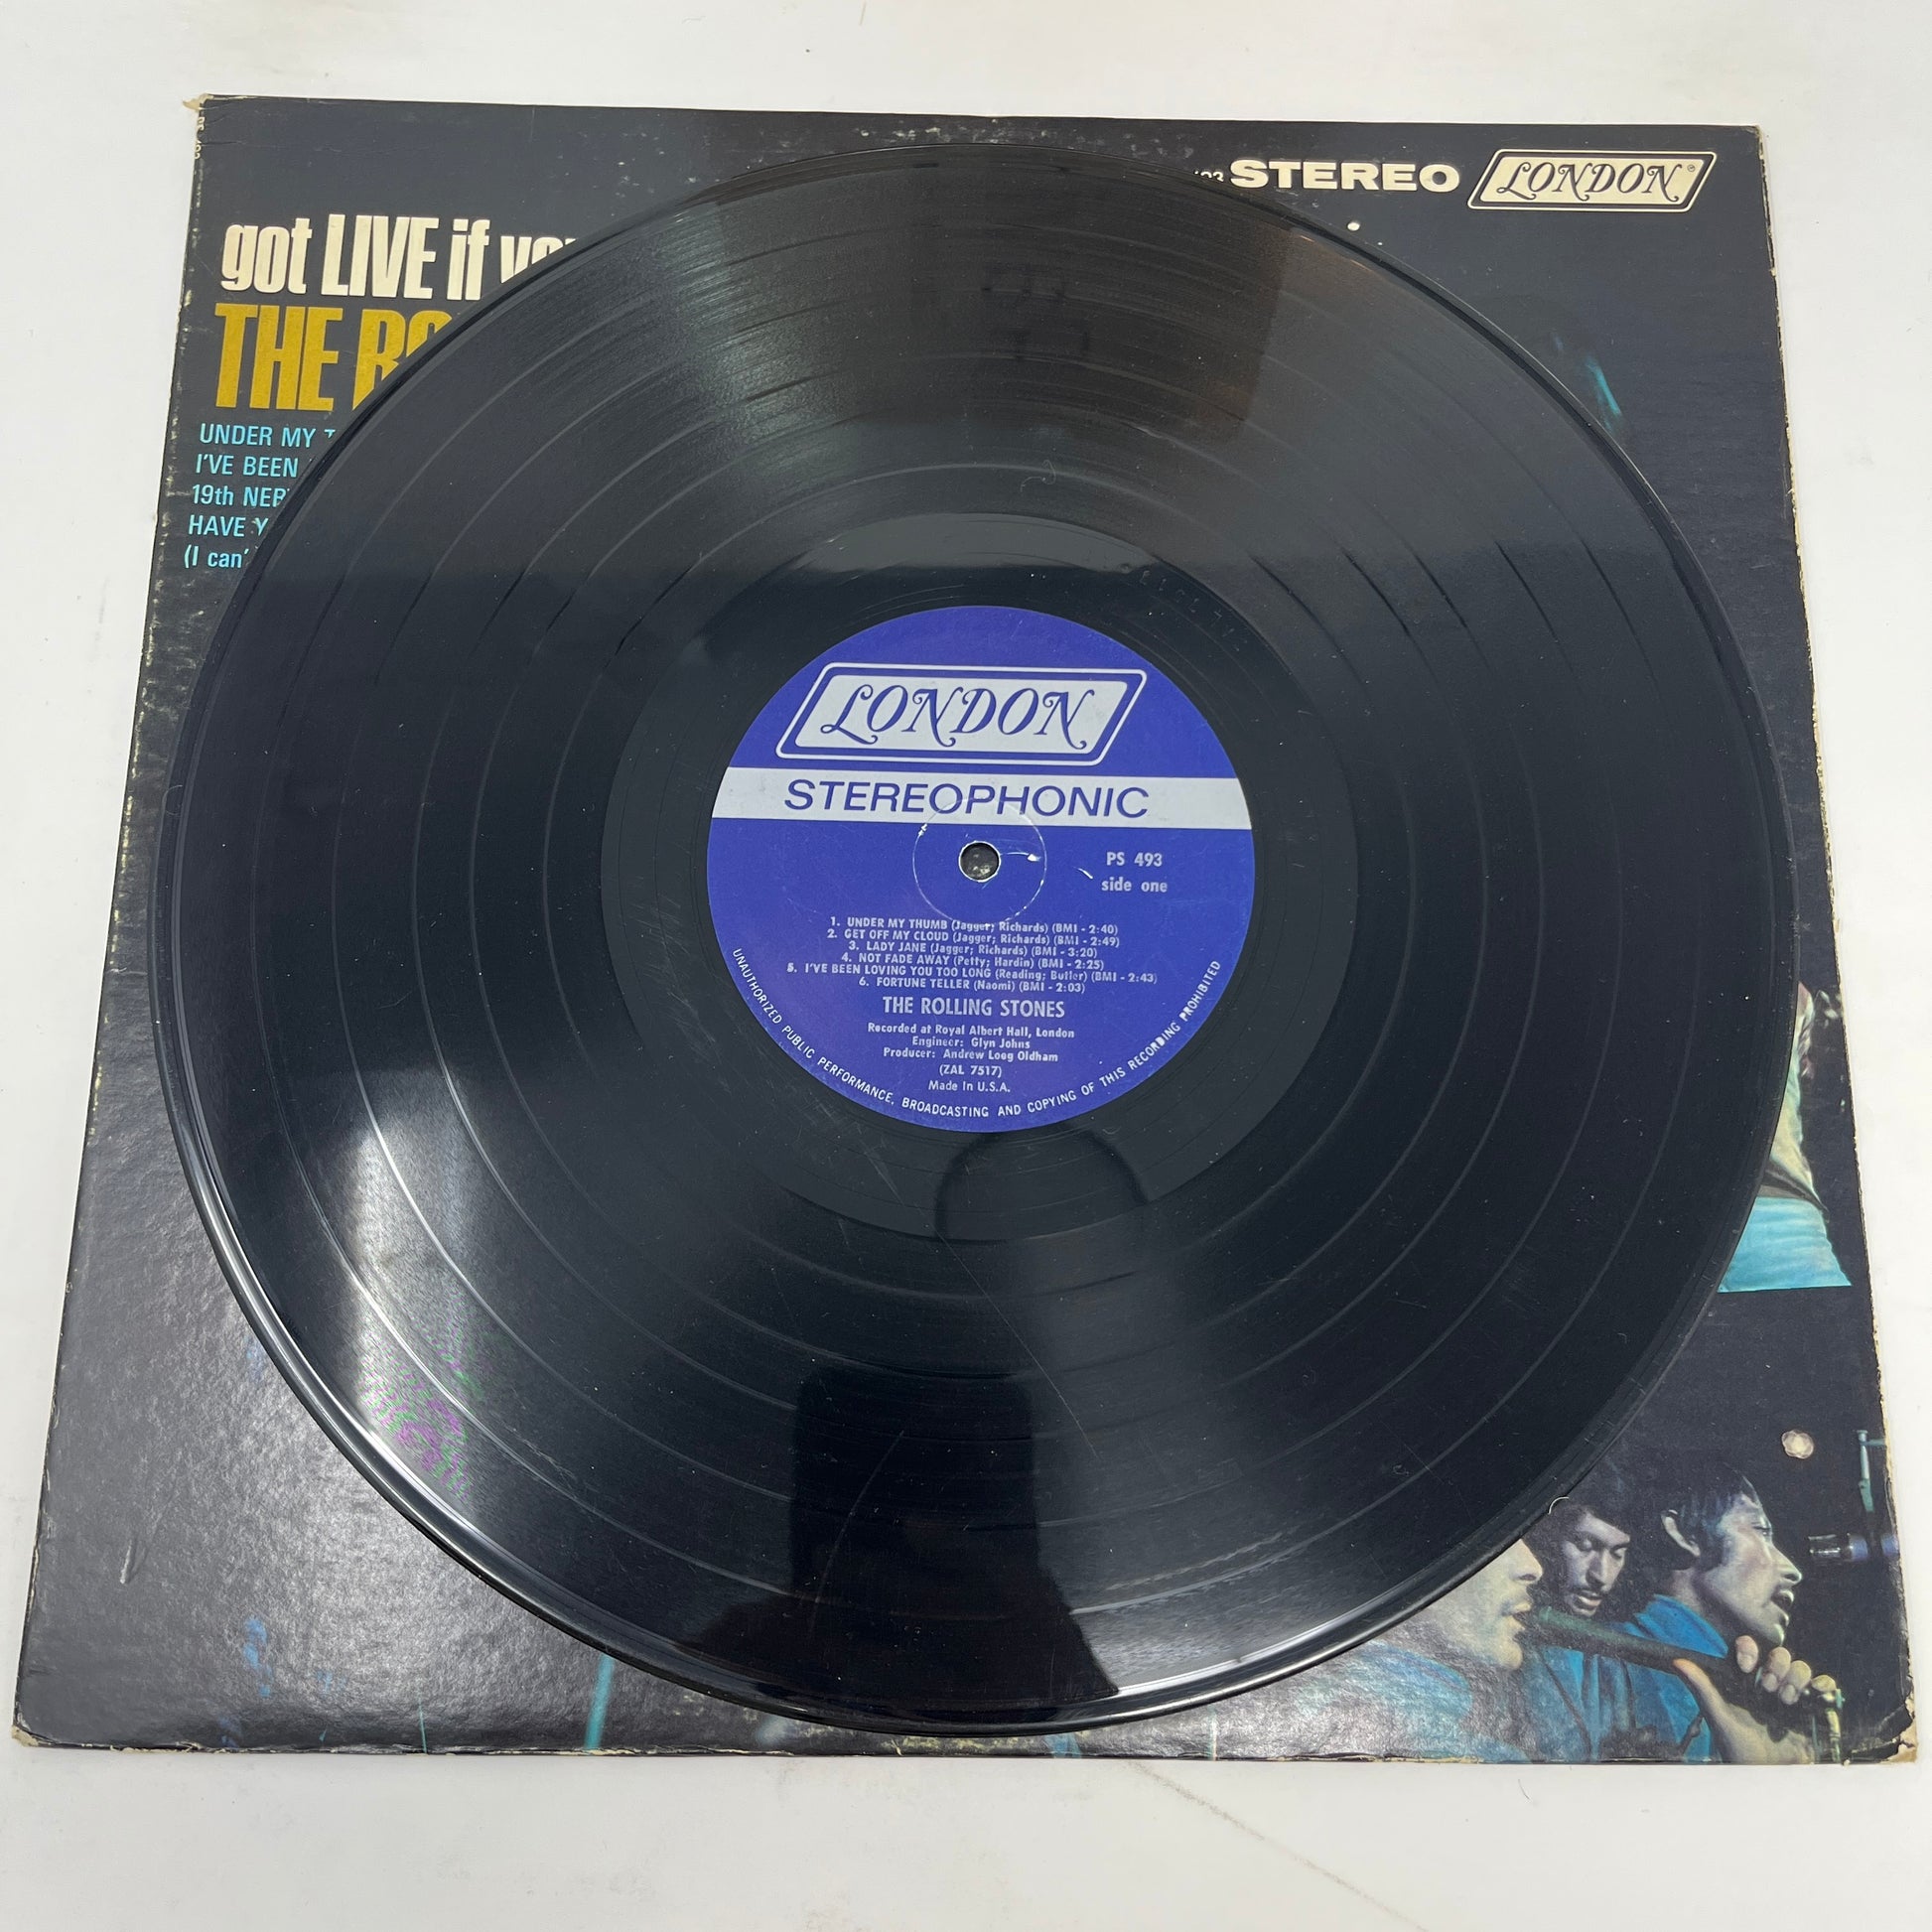 STEREO LONDON
got LIVE if
THE
UNDER MY
I'VE BEEN
19th
HAVE
(I can'
LONDON
STEREOPHONIC
PS 493
side one
1. UNDER MY THUMB (Jagger; Richards) (BMI - 2:40)
2. GET OFF MY CLOUD (Jagger; Richards) (BMI - 2:49)
3. LADY JANE (Jagger; Richards) (BMI - 3:20)
4. NOT FADE AWAY (Petty; Hardin) (BMI - 2:25)
5. I'VE BEEN LOVING YOU TOO LONG (Reading; Butler) (BMI - 2:43)
6. FORTUNE TELLER (Naomi) (BMI - 2:03)
THE ROLLING STONES
Recorded at Royal Albert Hall, London
Engineer: Glyn Johns
Producer: Andrew Loog Oldham
(ZAL 7517)
Made In U.S.A.
UNAUTHORIZED PUBLIC PERFORMANCE, BROADCASTING AND COPYING OF THIS RECORDING PROHIBITED